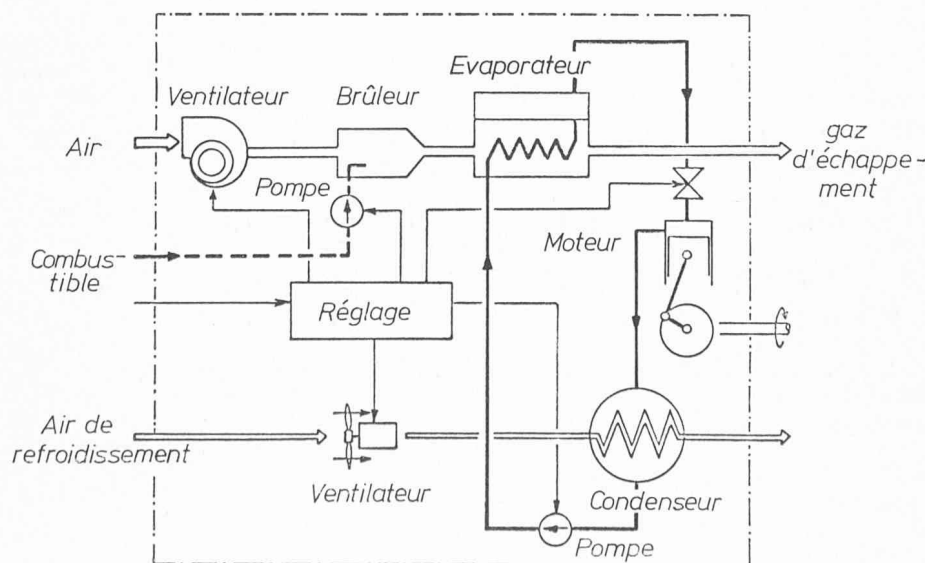 Evaporateur
Ventilateur
Brûleur
Air
gaz
d'échappe-
ment
Pompe
Moteur
Combus-
tible
Réglage
Air de
refroidissement
Ventilateur
Condenseur
Pompe